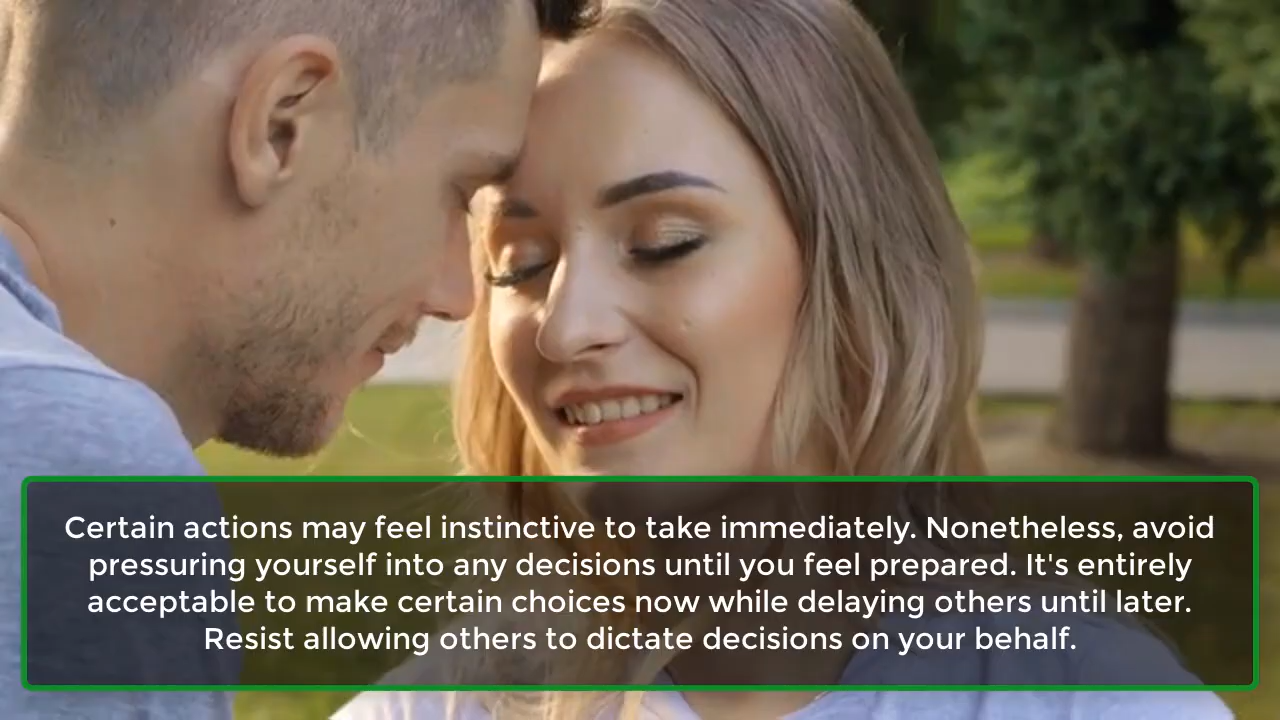 Certain actions may feel instinctive to take immediately. Nonetheless, avoid
pressuring yourself into any decisions until you feel prepared. It's entirely
acceptable to make certain choices now while delaying others until later.
Resist allowing others to dictate decisions on your behalf.